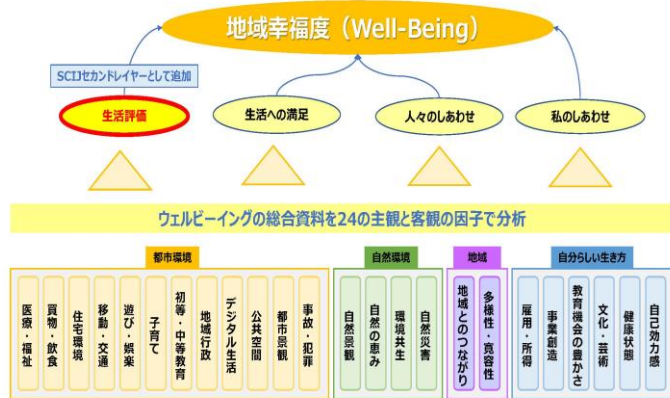 地域幸福度（Well-Being）
SCIJセカンドレイヤーとして追加
生活評価
生活への満足
人々のしあわせ
私のしあわせ
ウェルビーイングの総合資料を24の主観と客観の因子で分析
都市環境
医療・福祉
買物・飲食
住宅環境
移動・交通
遊び・娯楽
子育て
初等・中等教育
地域行政
デジタル生活
公共空間
都市景観
事故・犯罪
自然環境
自然景観
自然の恵み
環境共生
自然災害
地域
地域とのつながり
多様性・寛容性
自分らしい生き方
雇用・所得
事業創造
教育機会の豊かさ
文化・芸術
健康状態
自己効力感